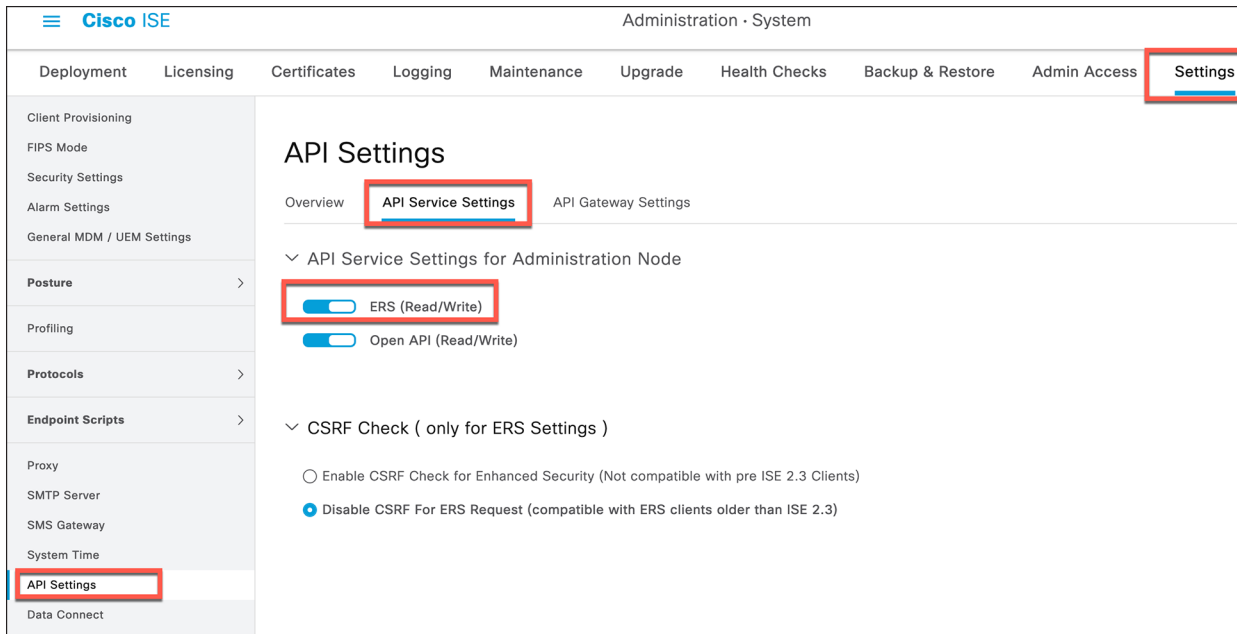 Cisco ISE
Administration · System
Deployment Licensing Certificates Logging Maintenance Upgrade Health Checks Backup & Restore Admin Access Settings
Client Provisioning
FIPS Mode
Security Settings
Alarm Settings
General MDM / UEM Settings
Posture
Profiling
Protocols
Endpoint Scripts
Proxy
SMTP Server
SMS Gateway
System Time
API Settings
Data Connect
API Settings
Overview API Service Settings API Gateway Settings
API Service Settings for Administration Node
ERS (Read/Write)
Open API (Read/Write)
CSRF Check ( only for ERS Settings )
Enable CSRF Check for Enhanced Security (Not compatible with pre ISE 2.3 Clients)
Disable CSRF For ERS Request (compatible with ERS clients older than ISE 2.3)